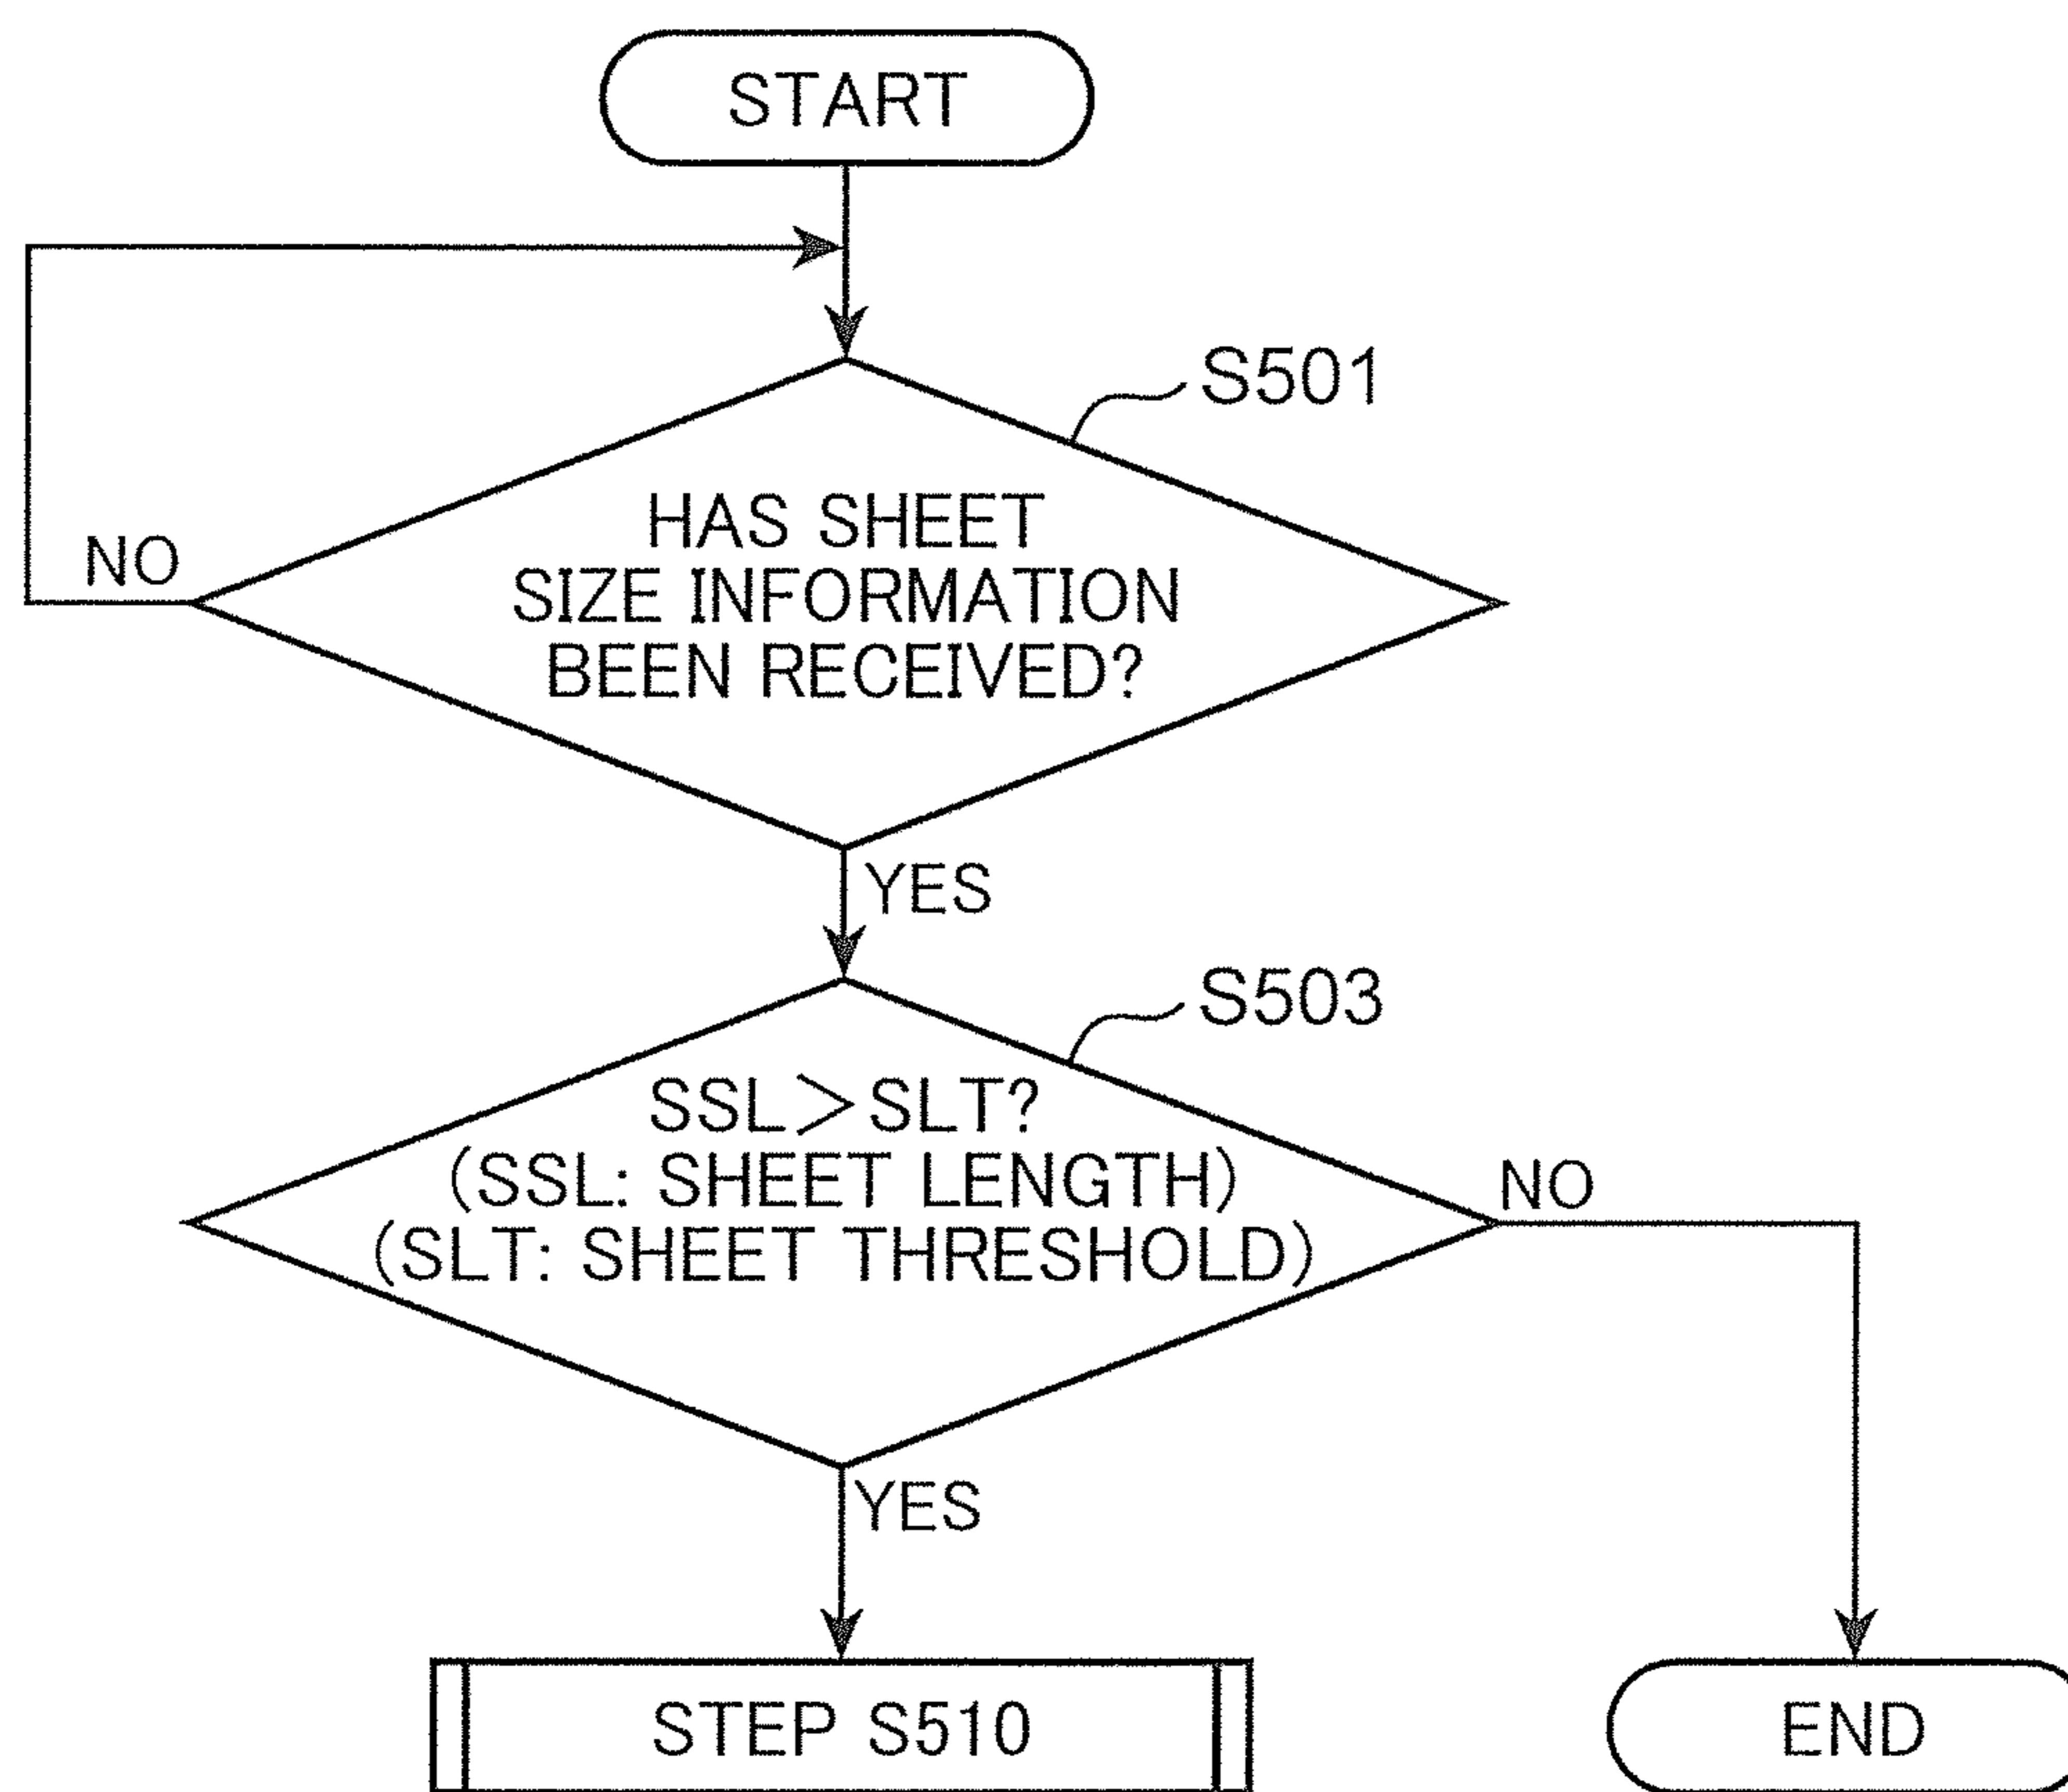 START
S501
HAS SHEET
SIZE INFORMATION
BEEN RECEIVED?
NO
YES
S503
SSL>SLT?
(SSL: SHEET LENGTH)
(SLT: SHEET THRESHOLD)
NO
YES
STEP S510
END